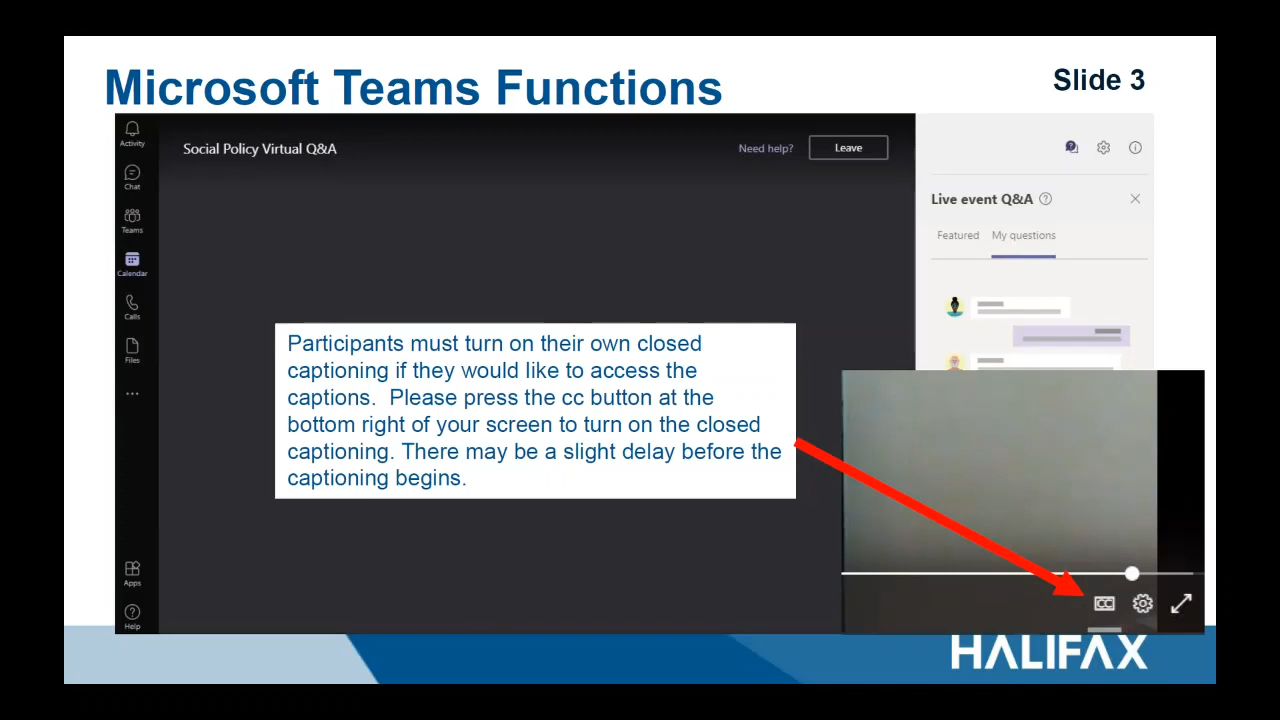 Microsoft Teams Functions
Slide 3
Activity
Chat
Teams
Calendar
Calls
Files
Apps
Help
Social Policy Virtual Q&A
Need help?
Leave
Live event Q&A
Featured
My questions
Participants must turn on their own closed
captioning if they would like to access the
captions.  Please press the cc button at the
bottom right of your screen to turn on the closed
captioning. There may be a slight delay before the
captioning begins.
CC
HALIFAX